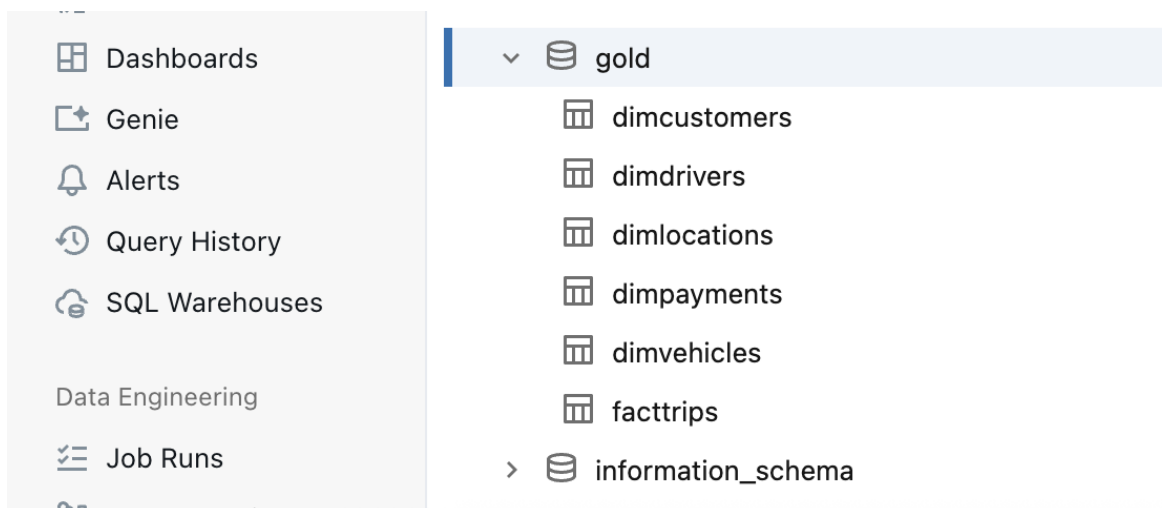 Dashboards
Genie
Alerts
Query History
SQL Warehouses
Data Engineering
Job Runs
gold
dimcustomers
dimdrivers
dimlocations
dimpayments
dimvehicles
facttrips
information_schema